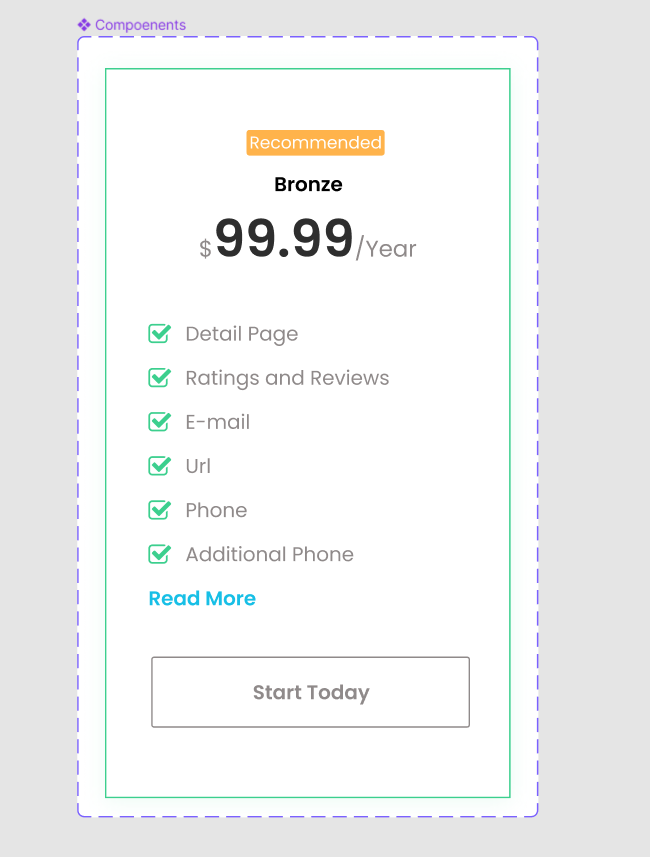 Compoenents
Recommended
Bronze
$99.99/Year
Detail Page
Ratings and Reviews
E-mail
Url
Phone
Additional Phone
Read More
Start Today